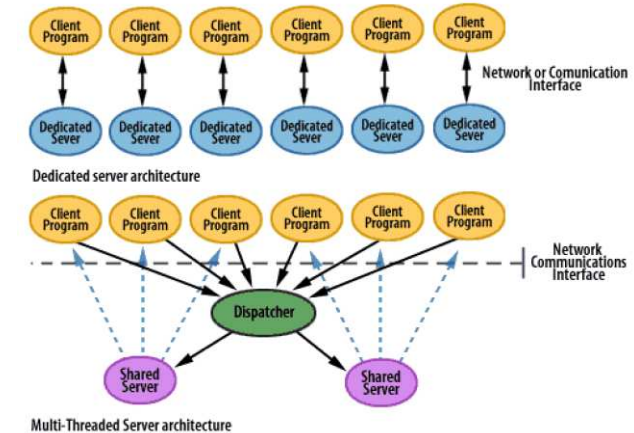 Client Program
Client Program
Client Program
Client Program
Client Program
Client Program
Network or Comunication
Interface
Dedicated Sever
Dedicated Sever
Dedicated Sever
Dedicated Sever
Dedicated Sever
Dedicated Sever
Dedicated server architecture
Client Program
Client Program
Client Program
Client Program
Client Program
Client Program
Network
Communications
Interface
Dispatcher
Shared Server
Shared Server
Multi-Threaded Server architecture